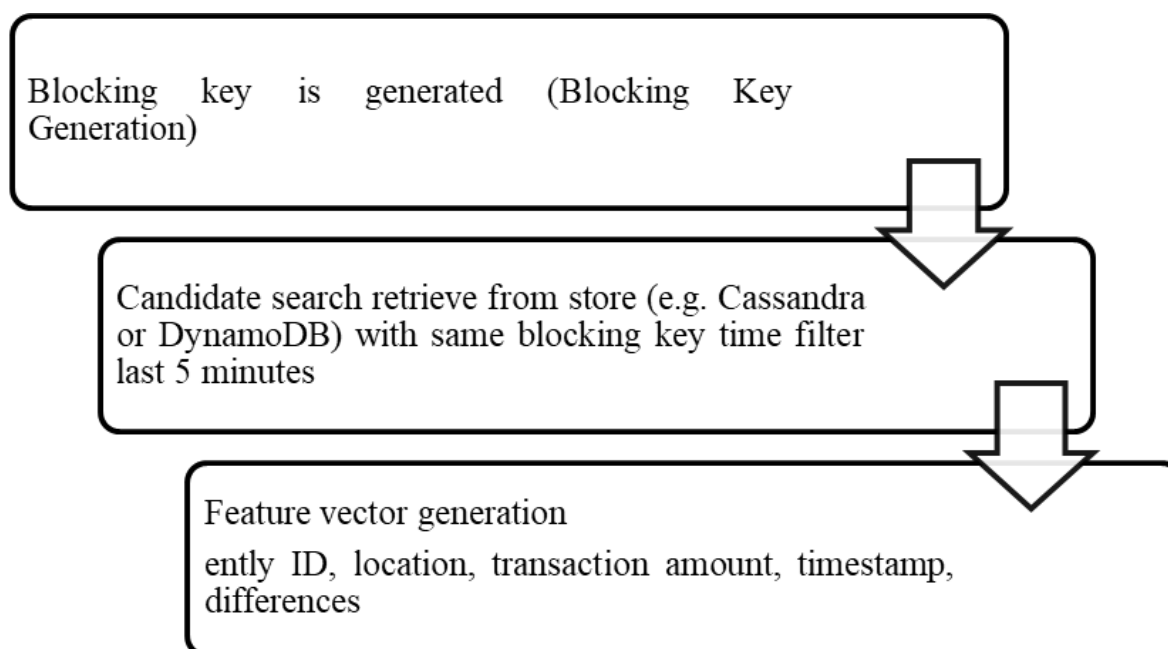 Blocking key is generated (Blocking Key
Generation)
Candidate search retrieve from store (e.g. Cassandra
or DynamoDB) with same blocking key time filter
last 5 minutes
Feature vector generation
ently ID, location, transaction amount, timestamp,
differences